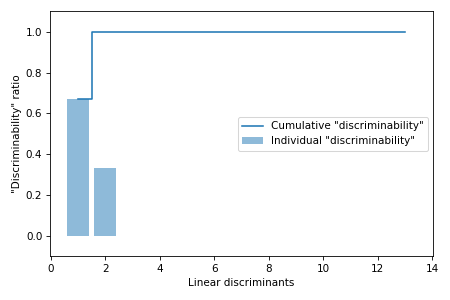 1.0
0.8
0.6
0.4
0.2
0.0
"Discriminability" ratio
Cumulative "discriminability"
Individual "discriminability"
0 2 4 6 8 10 12 14
Linear discriminants